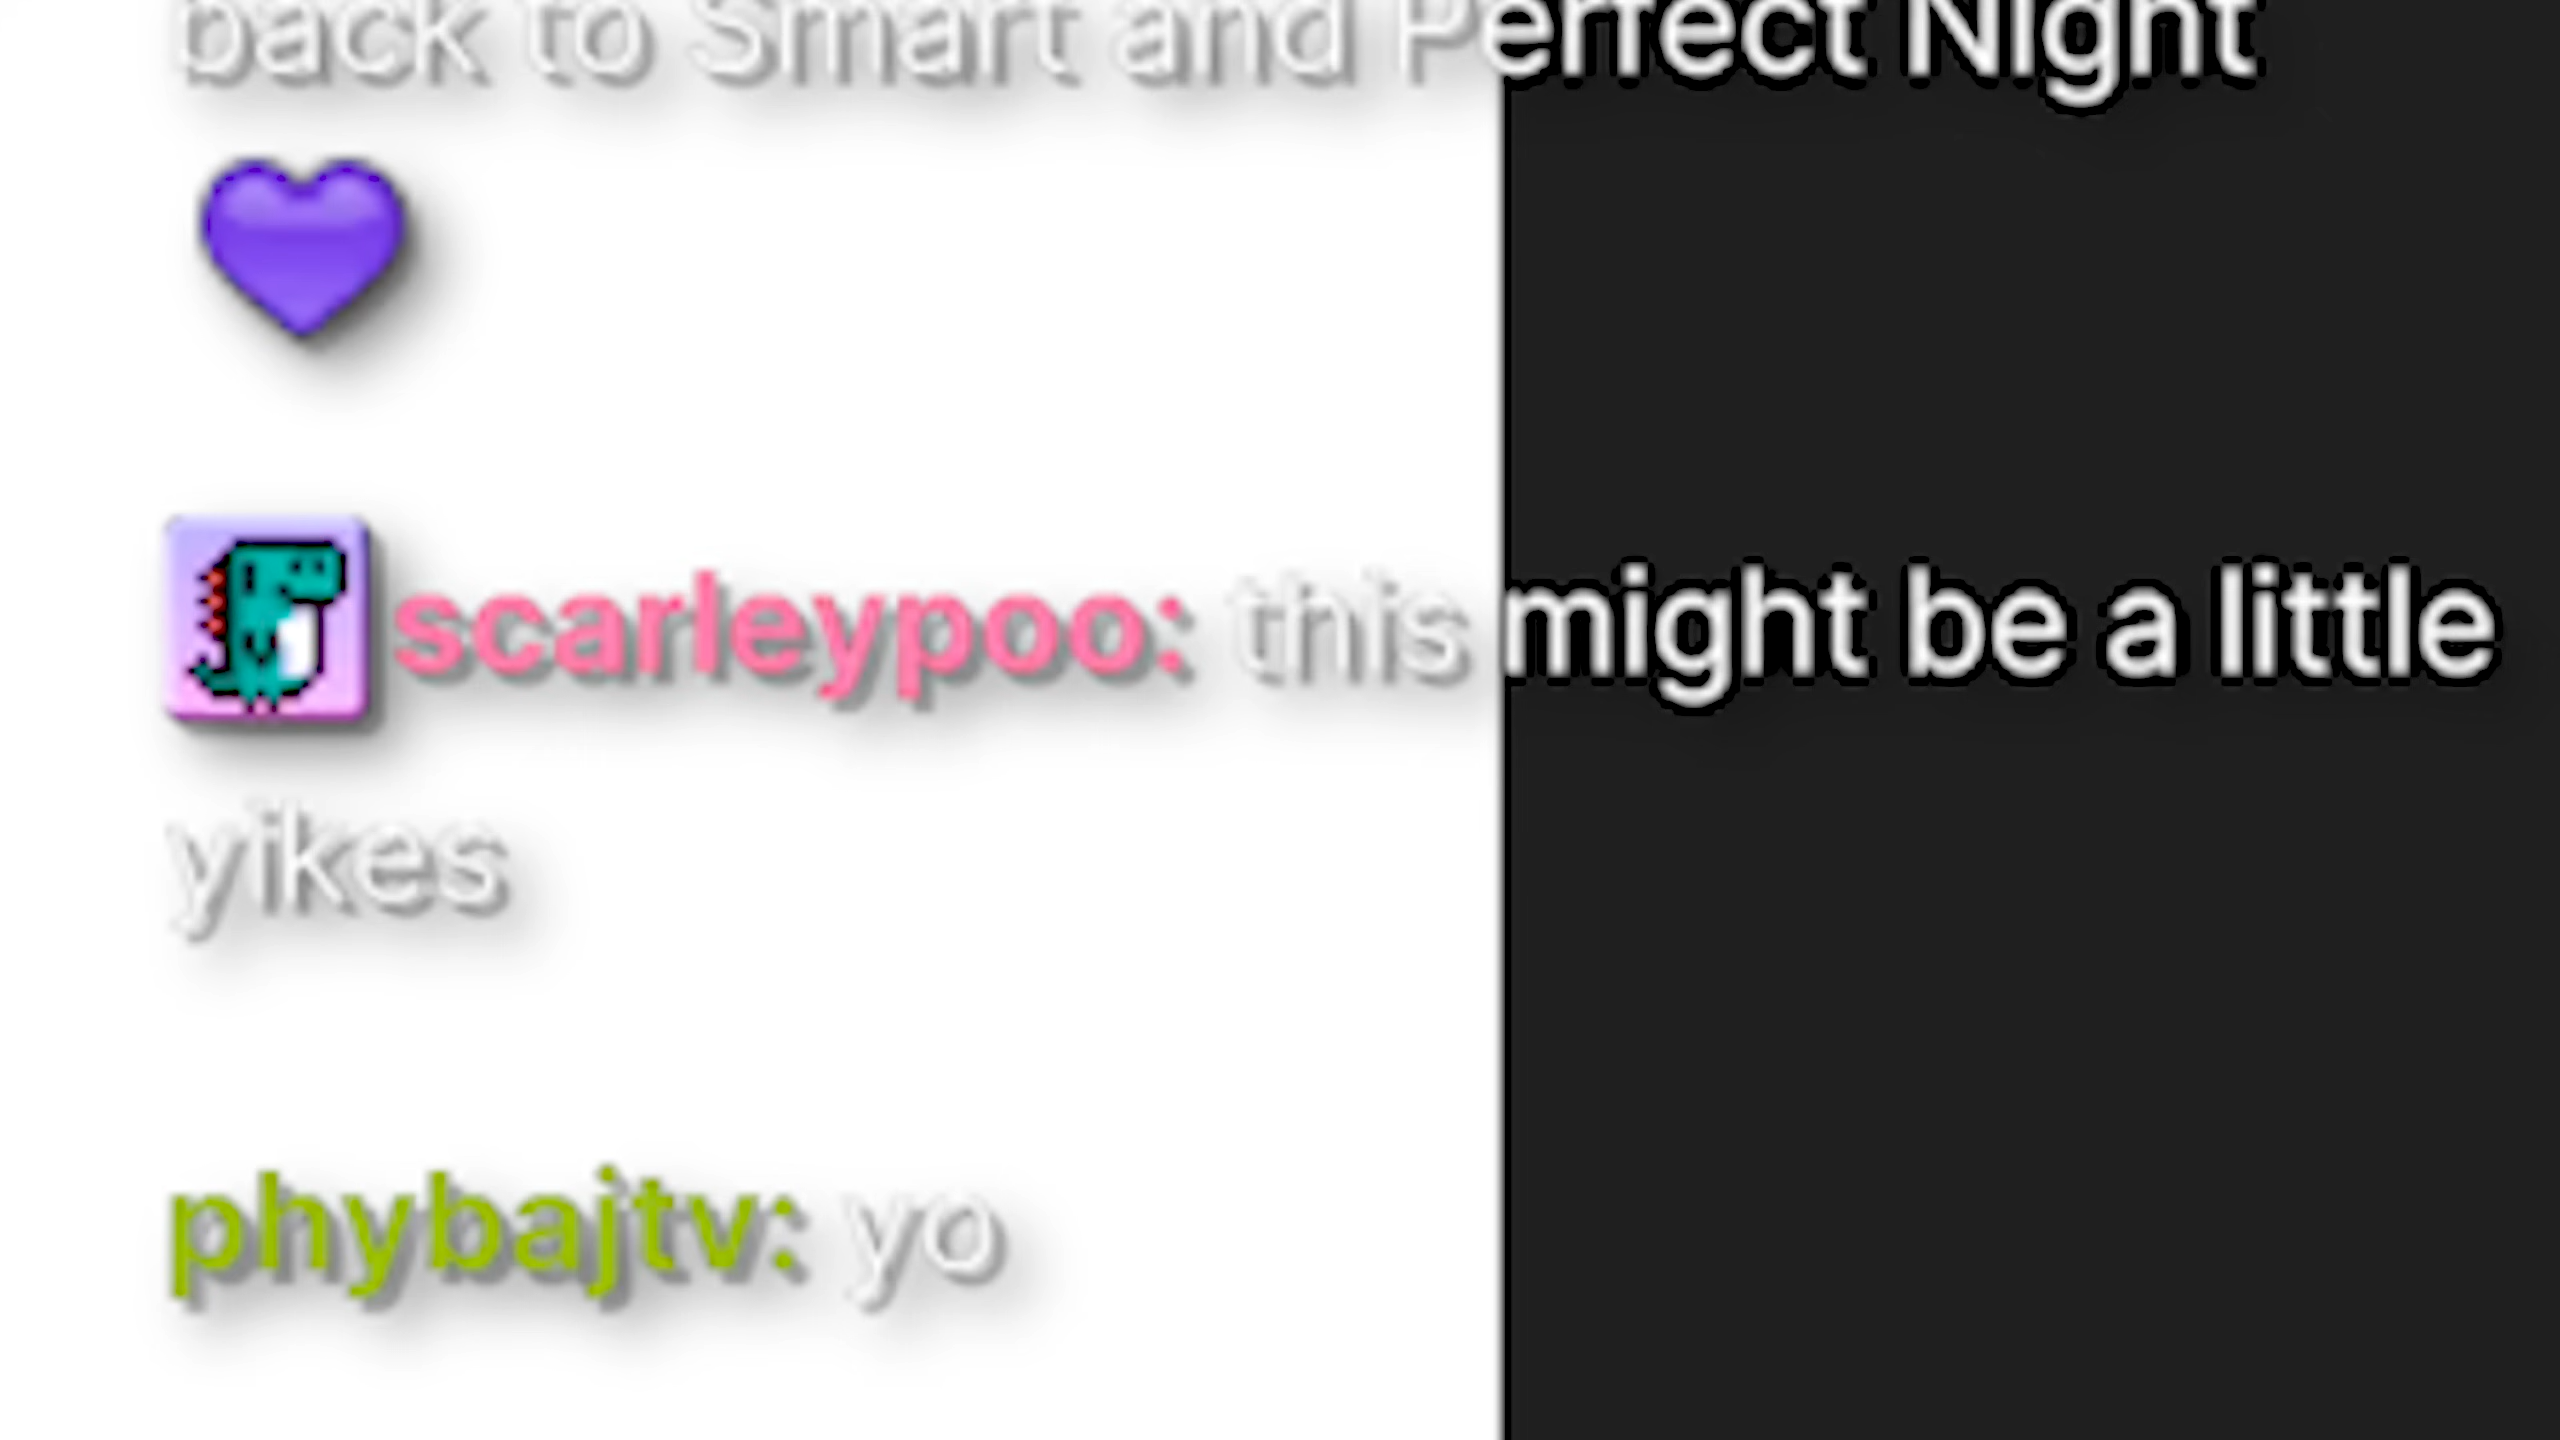 back to Smart and Perfect Night
💜
scarleypoo: this might be a little
yikes
phybajtv: yo